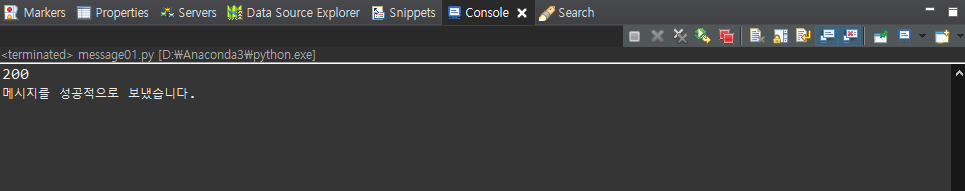 Markers Properties Servers Data Source Explorer Snippets Console Search
<terminated> message01.py [D:₩Anaconda3₩python.exe]
200
메시지를 성공적으로 보냈습니다.